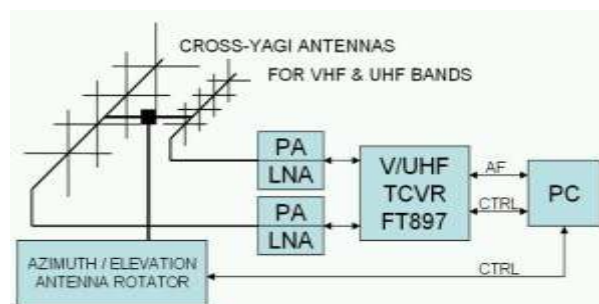 CROSS-YAGI ANTENNAS
FOR VHF & UHF BANDS
PA
LNA
V/UHF
TCVR
FT897
AF
CTRL
PC
PA
LNA
AZIMUTH / ELEVATION
ANTENNA ROTATOR
CTRL